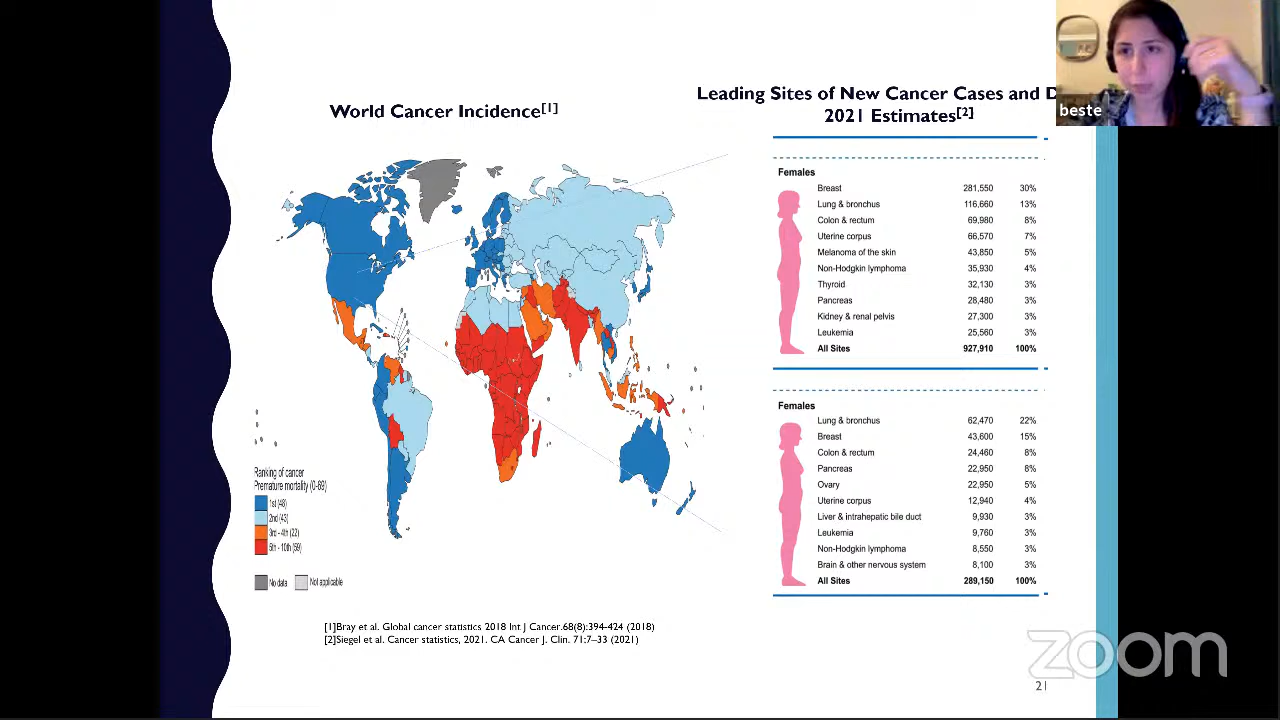 World Cancer Incidence[1]
Leading Sites of New Cancer Cases and D
2021 Estimates[2]
beste
Females
Breast 281,550 30%
Lung & bronchus 116,660 13%
Colon & rectum 69,980 8%
Uterine corpus 66,570 7%
Melanoma of the skin 43,850 5%
Non-Hodgkin lymphoma 35,930 4%
Thyroid 32,130 3%
Pancreas 28,480 3%
Kidney & renal pelvis 27,300 3%
Leukemia 25,560 3%
All Sites 927,910 100%
Females
Lung & bronchus 62,470 22%
Breast 43,600 15%
Colon & rectum 24,460 8%
Pancreas 22,950 8%
Ovary 22,950 5%
Uterine corpus 12,940 4%
Liver & intrahepatic bile duct 9,930 3%
Leukemia 9,760 3%
Non-Hodgkin lymphoma 8,550 3%
Brain & other nervous system 8,100 3%
All Sites 289,150 100%
Ranking of cancer
Premature mortality (0-69)
1st (48)
2nd (43)
3rd - 4th (22)
5th - 10th (59)
No data Not applicable
[1]Bray et al. Global cancer statistics 2018 Int J Cancer.68(8):394-424 (2018)
[2]Siegel et al. Cancer statistics, 2021. CA Cancer J. Clin. 71:7–33 (2021)
zoom
21